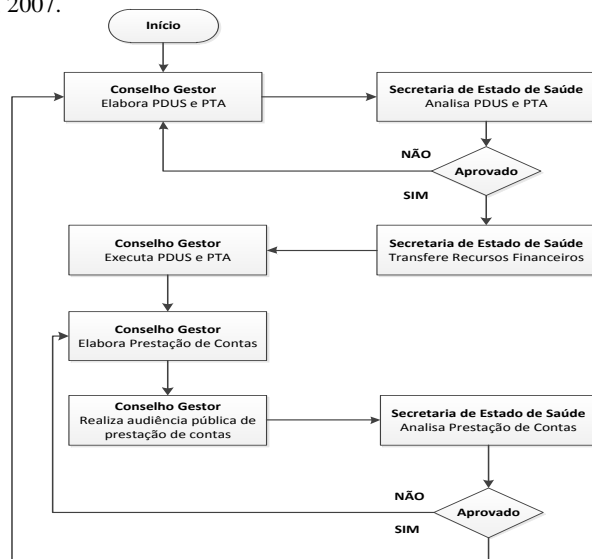 2007.
Início
Conselho Gestor
Elabora PDUS e PTA
Secretaria de Estado de Saúde
Analisa PDUS e PTA
NÃO
Aprovado
SIM
Conselho Gestor
Executa PDUS e PTA
Secretaria de Estado de Saúde
Transfere Recursos Financeiros
Conselho Gestor
Elabora Prestação de Contas
Conselho Gestor
Realiza audiência pública de
prestação de contas
Secretaria de Estado de Saúde
Analisa Prestação de Contas
NÃO
Aprovado
SIM